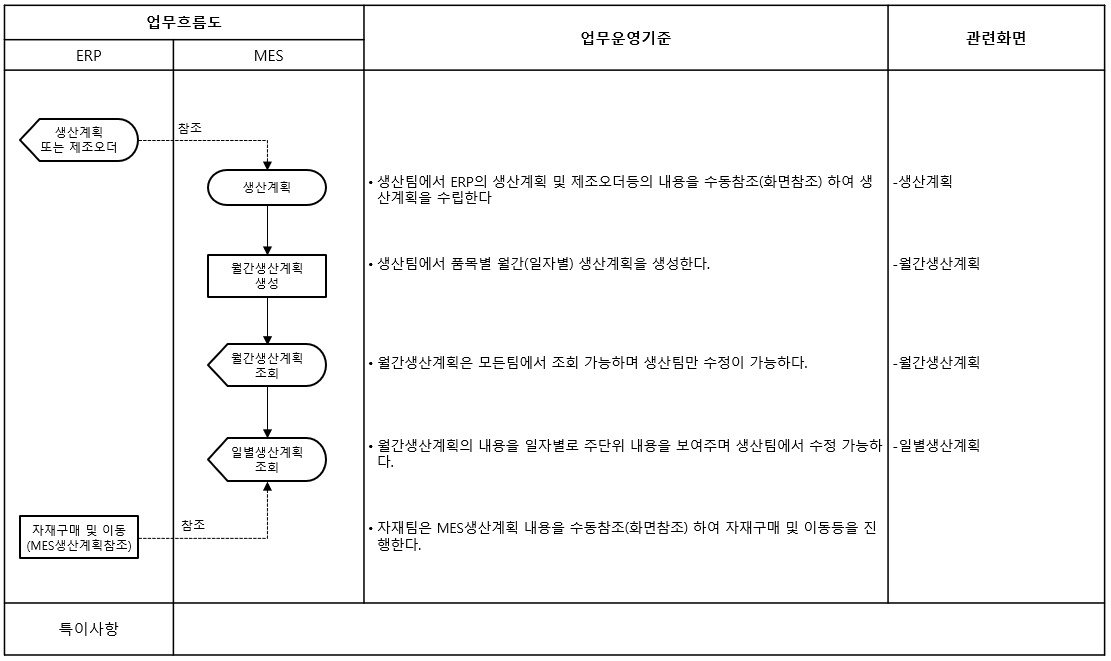 업무흐름도
업무운영기준
관련화면
ERP
MES
생산계획
또는 제조오더
참조
생산계획
• 생산팀에서 ERP의 생산계획 및 제조오더등의 내용을 수동참조(화면참조) 하여 생
산계획을 수립한다
-생산계획
월간생산계획
생성
• 생산팀에서 품목별 월간(일자별) 생산계획을 생성한다.
-월간생산계획
월간생산계획
조회
• 월간생산계획은 모든팀에서 조회 가능하며 생산팀만 수정이 가능하다.
-월간생산계획
일별생산계획
조회
• 월간생산계획의 내용을 일자별로 주단위 내용을 보여주며 생산팀에서 수정 가능하
다.
-일별생산계획
자재구매 및 이동
(MES생산계획참조)
참조
• 자재팀은 MES생산계획 내용을 수동참조(화면참조) 하여 자재구매 및 이동등을 진
행한다.
특이사항